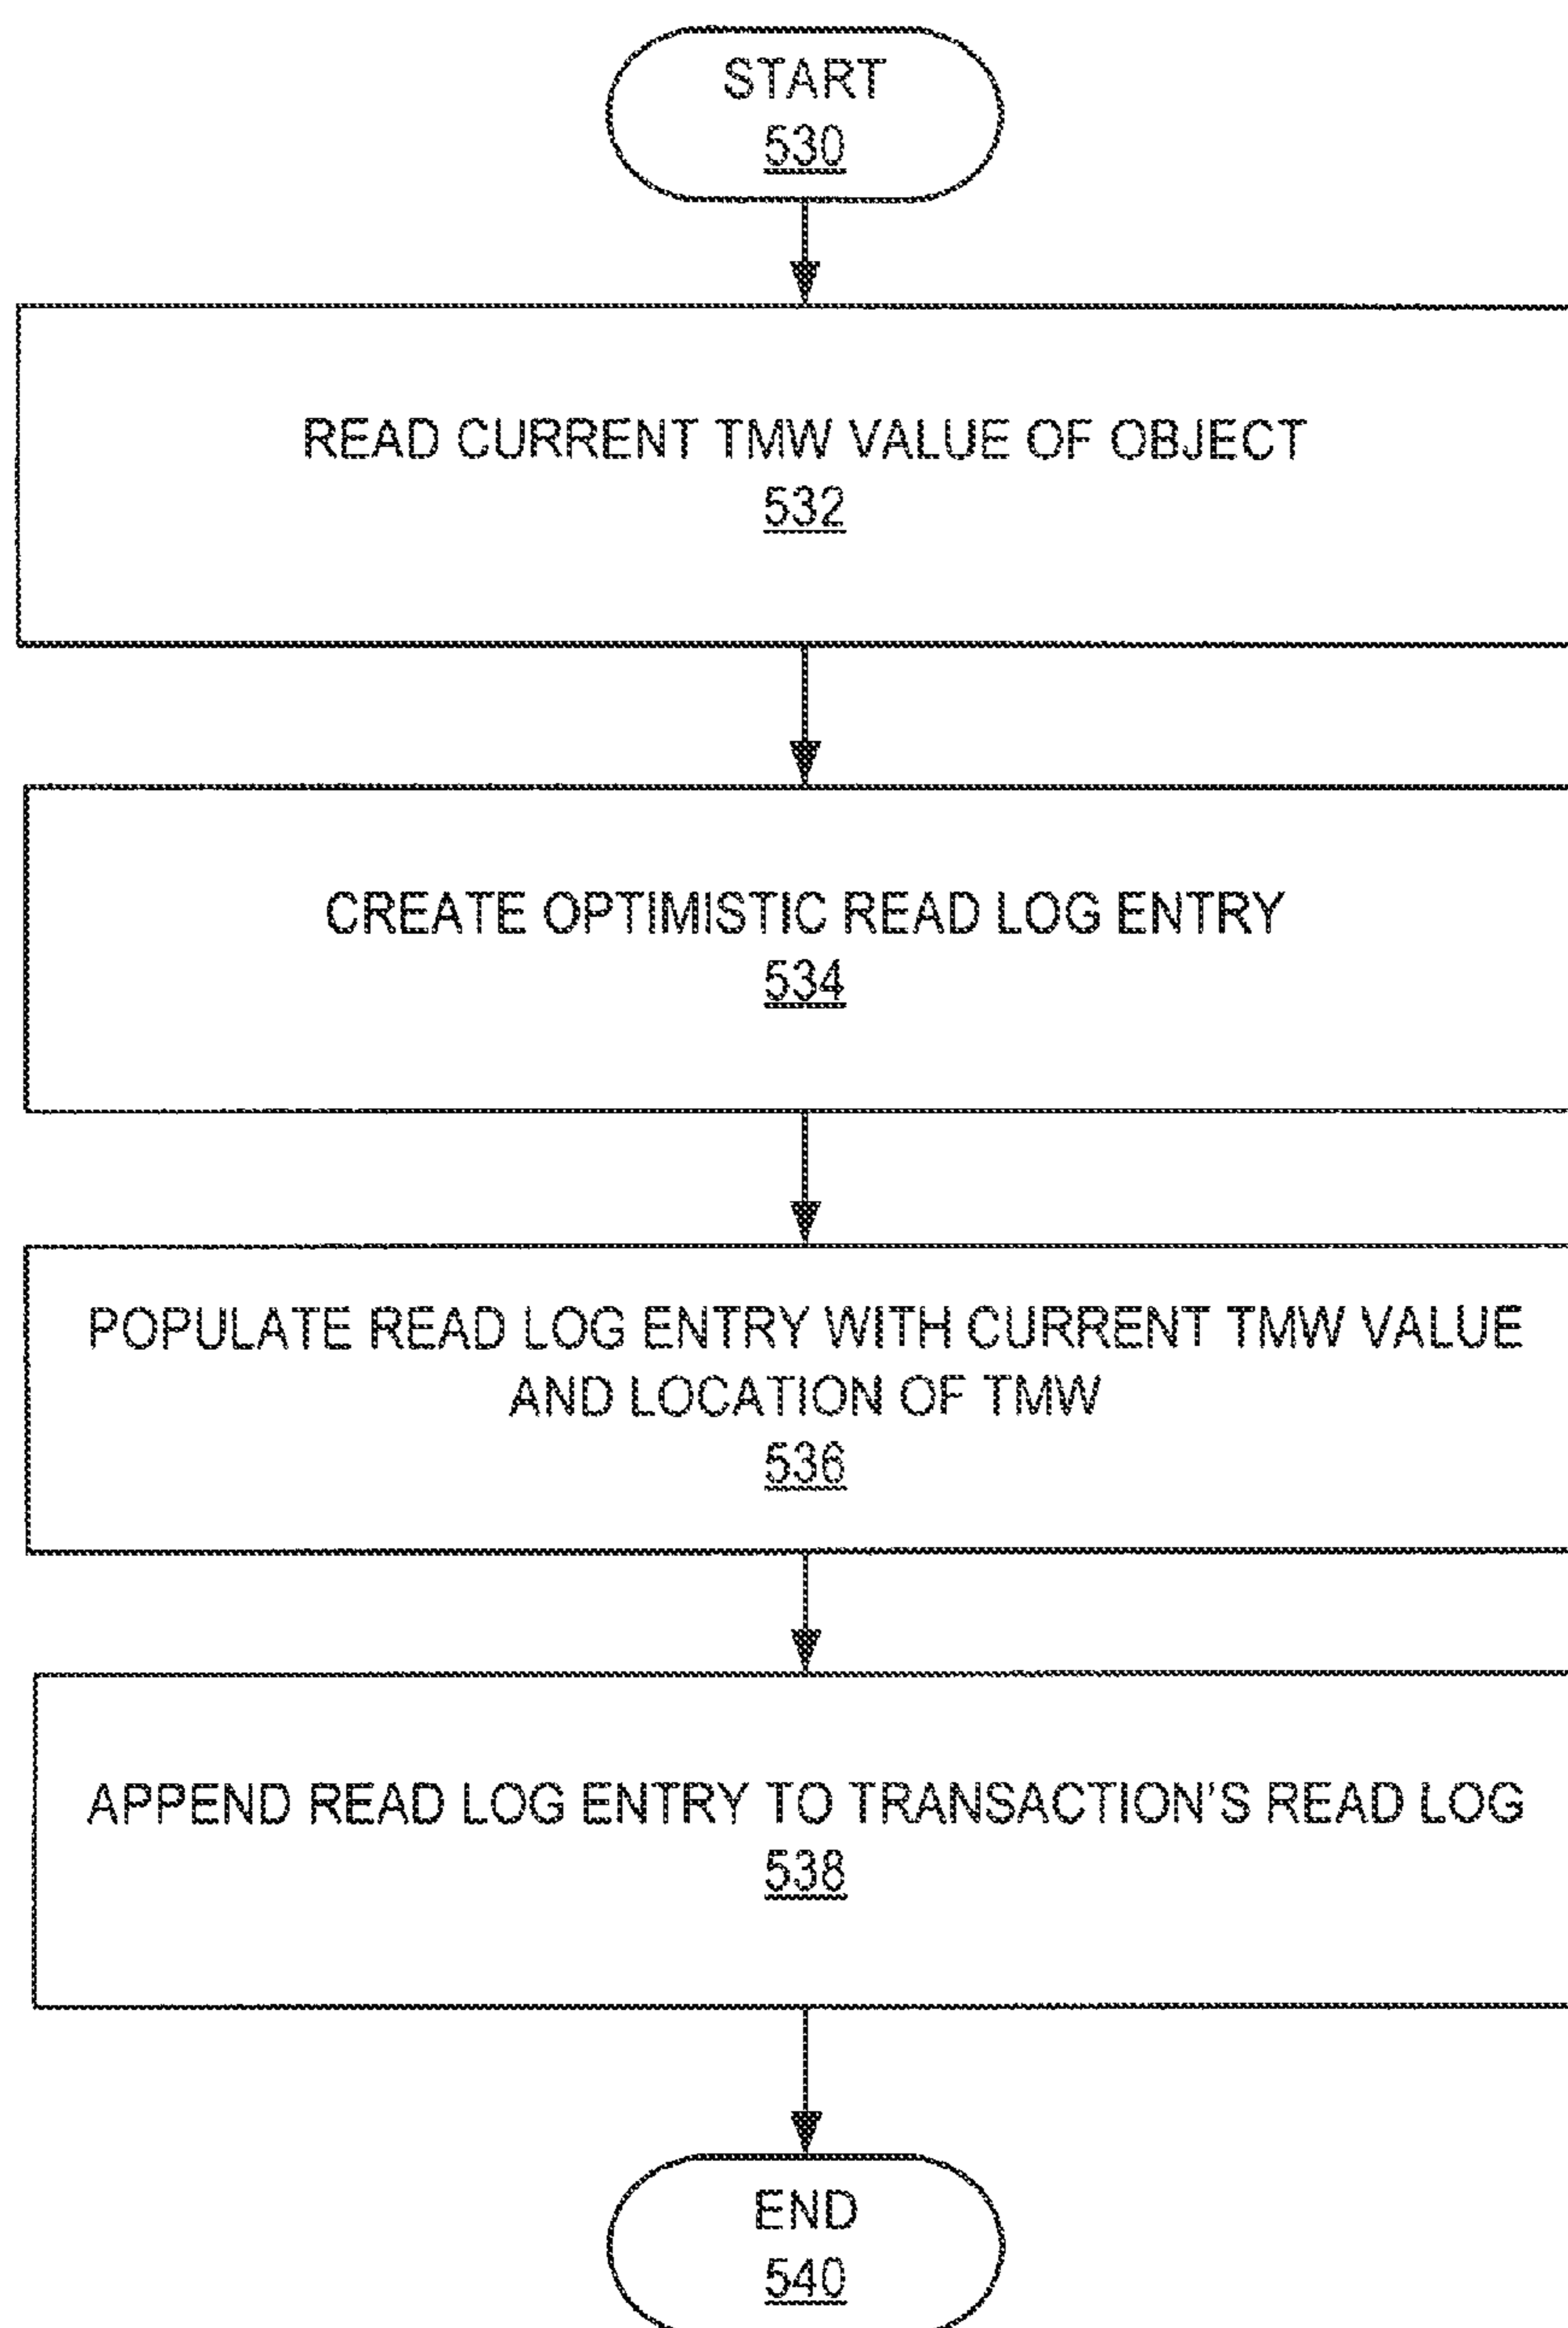 START
530
READ CURRENT TMW VALUE OF OBJECT
532
CREATE OPTIMISTIC READ LOG ENTRY
534
POPULATE READ LOG ENTRY WITH CURRENT TMW VALUE
AND LOCATION OF TMW
536
APPEND READ LOG ENTRY TO TRANSACTION'S READ LOG
538
END
540